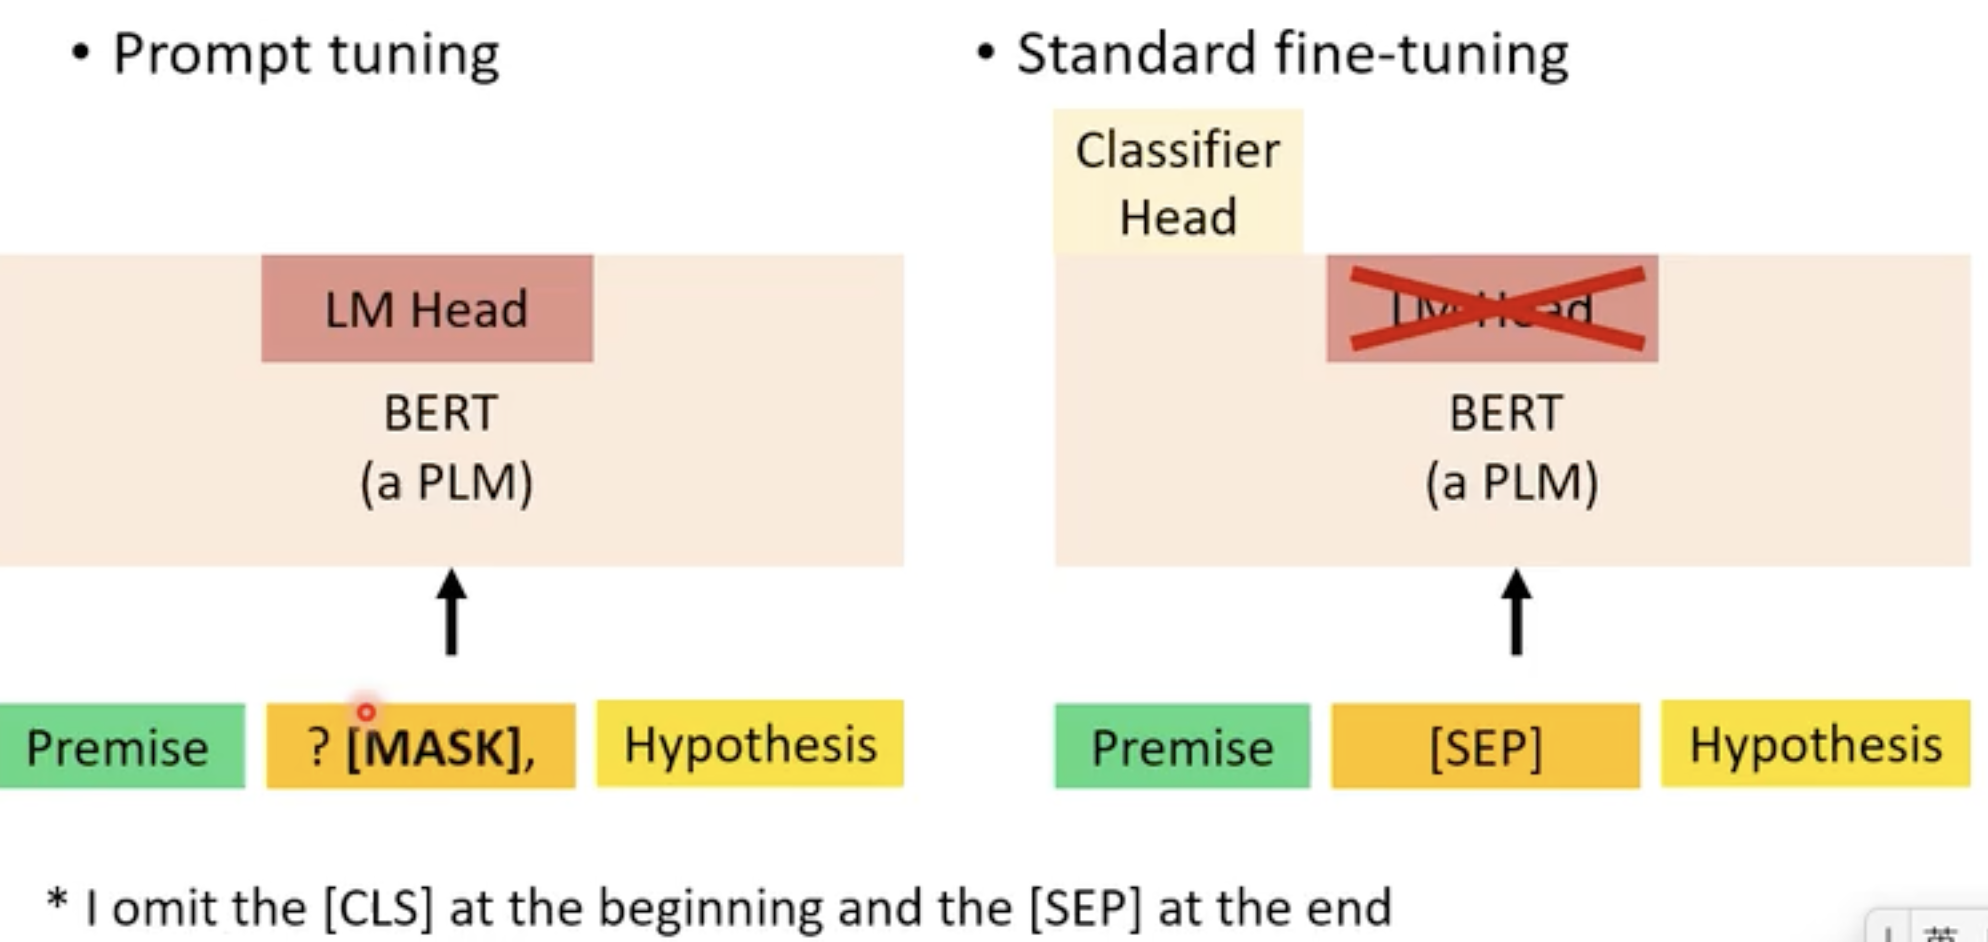 • Prompt tuning
• Standard fine-tuning
Classifier
Head
LM Head
LM Head
BERT
(a PLM)
BERT
(a PLM)
Premise
? [MASK],
Hypothesis
Premise
[SEP]
Hypothesis
* I omit the [CLS] at the beginning and the [SEP] at the end